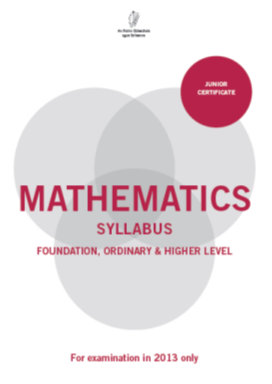 An Roinn Oideachais
agus Scileanna
JUNIOR
CERTIFICATE
MATHEMATICS
SYLLABUS
FOUNDATION, ORDINARY & HIGHER LEVEL
For examination in 2013 only